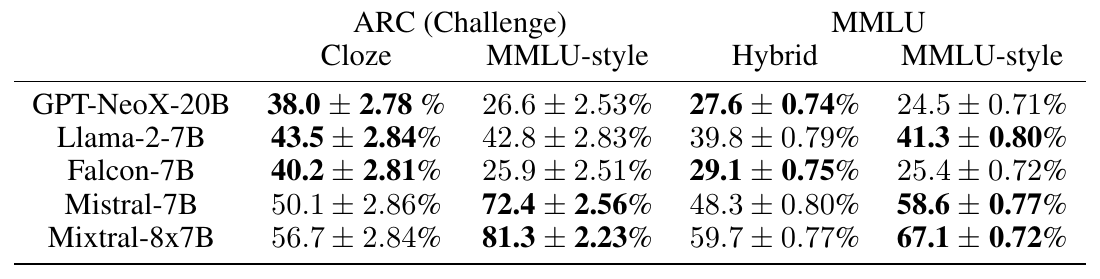 ARC (Challenge) MMLU
Cloze MMLU-style Hybrid MMLU-style
GPT-NeoX-20B 38.0 ± 2.78 % 26.6 ± 2.53% 27.6 ± 0.74% 24.5 ± 0.71%
Llama-2-7B 43.5 ± 2.84% 42.8 ± 2.83% 39.8 ± 0.79% 41.3 ± 0.80%
Falcon-7B 40.2 ± 2.81% 25.9 ± 2.51% 29.1 ± 0.75% 25.4 ± 0.72%
Mistral-7B 50.1 ± 2.86% 72.4 ± 2.56% 48.3 ± 0.80% 58.6 ± 0.77%
Mixtral-8x7B 56.7 ± 2.84% 81.3 ± 2.23% 59.7 ± 0.77% 67.1 ± 0.72%